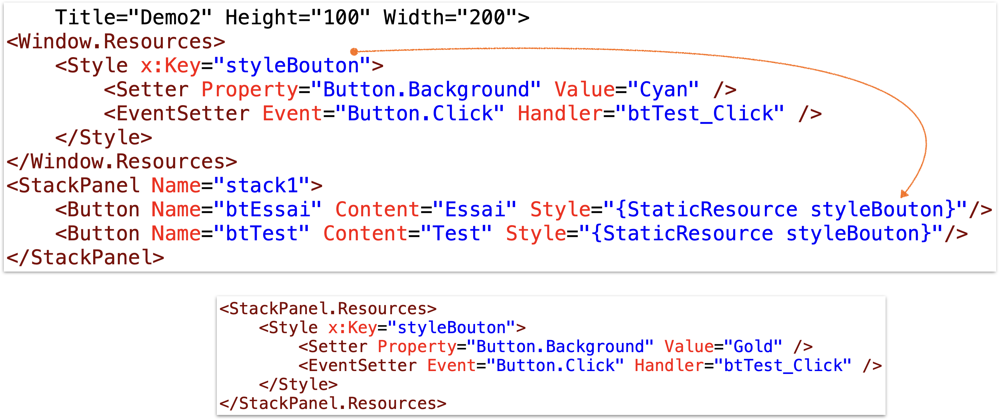 Title="Demo2" Height="100" Width="200">
<Window.Resources>
<Style x:Key="styleBouton">
<Setter Property="Button.Background" Value="Cyan" />
<EventSetter Event="Button.Click" Handler="btTest_Click" />
</Style>
</Window.Resources>
<StackPanel Name="stack1">
<Button Name="btEssai" Content="Essai" Style="{StaticResource styleBouton}"/>
<Button Name="btTest" Content="Test" Style="{StaticResource styleBouton}"/>
</StackPanel>
<StackPanel.Resources>
<Style x:Key="styleBouton">
<Setter Property="Button.Background" Value="Gold" />
<EventSetter Event="Button.Click" Handler="btTest_Click" />
</Style>
</StackPanel.Resources>